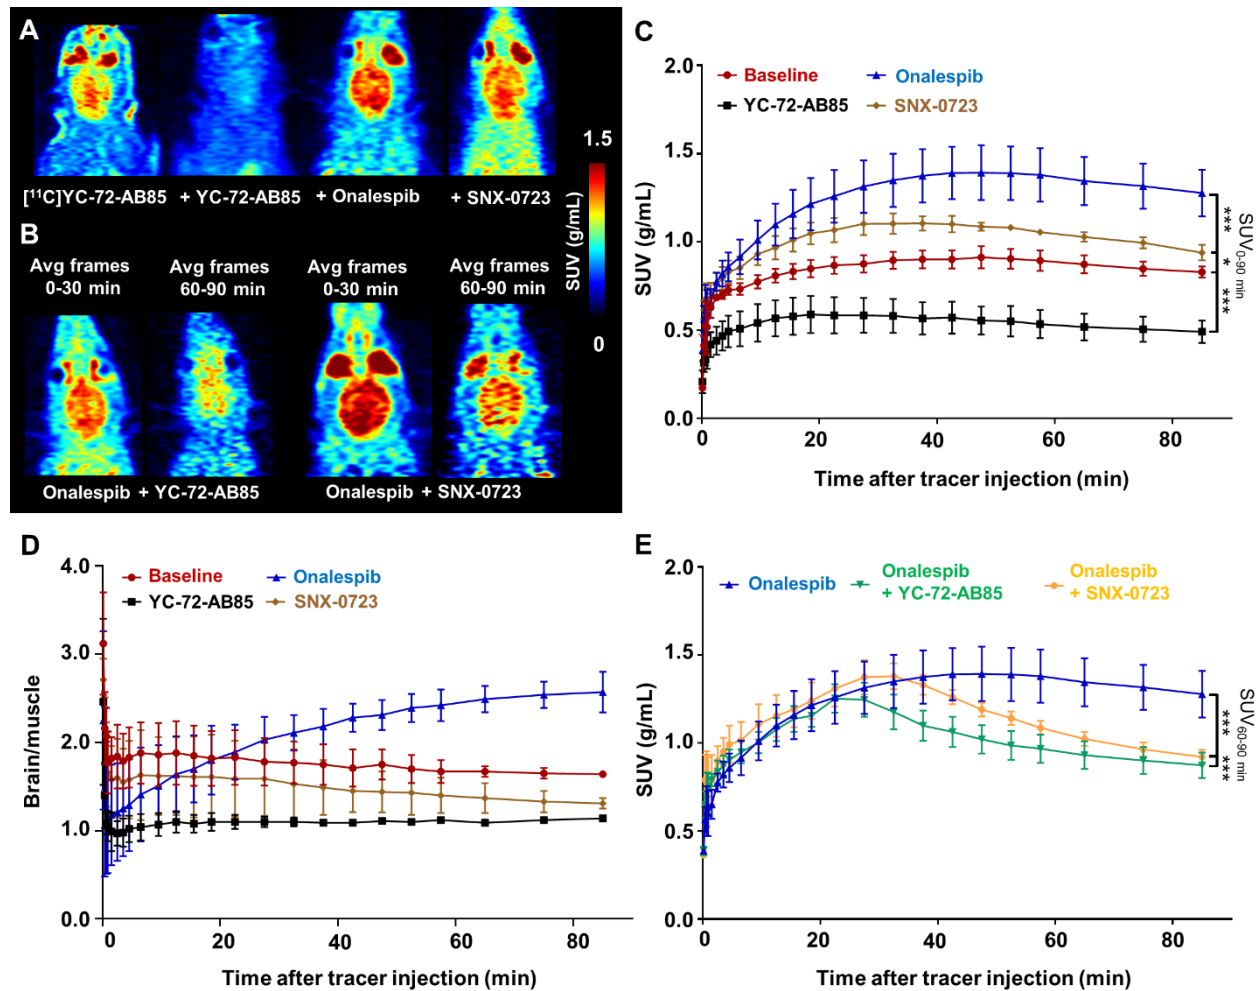 A
[¹¹C]YC-72-AB85 + YC-72-AB85 + Onalespib + SNX-0723
1.5
SUV (g/mL)
0
B
Avg frames
0-30 min
Avg frames
60-90 min
Avg frames
0-30 min
Avg frames
60-90 min
Onalespib + YC-72-AB85
Onalespib + SNX-0723
C
Baseline
Onalespib
YC-72-AB85
SNX-0723
2.0
1.5
1.0
0.5
0.0
SUV (g/mL)
0 20 40 60 80
Time after tracer injection (min)
***
*
***
SUV0-90 min
D
Baseline
Onalespib
YC-72-AB85
SNX-0723
4.0
3.0
2.0
1.0
0.0
Brain/muscle
0 20 40 60 80
Time after tracer injection (min)
E
Onalespib
Onalespib
+ YC-72-AB85
Onalespib
+ SNX-0723
2.0
1.5
1.0
0.5
0.0
SUV (g/mL)
0 20 40 60 80
Time after tracer injection (min)
***
***
SUV60-90 min